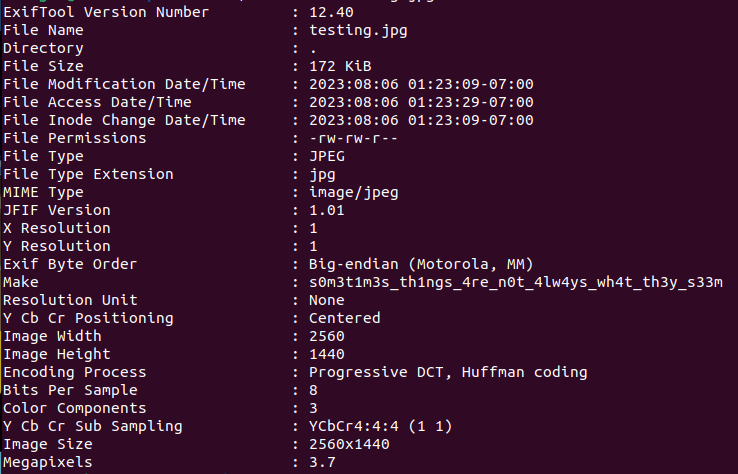 ExifTool Version Number : 12.40
File Name : testing.jpg
Directory : .
File Size : 172 KiB
File Modification Date/Time : 2023:08:06 01:23:09-07:00
File Access Date/Time : 2023:08:06 01:23:29-07:00
File Inode Change Date/Time : 2023:08:06 01:23:09-07:00
File Permissions : -rw-rw-r--
File Type : JPEG
File Type Extension : jpg
MIME Type : image/jpeg
JFIF Version : 1.01
X Resolution : 1
Y Resolution : 1
Exif Byte Order : Big-endian (Motorola, MM)
Make : s0m3t1m3s_th1ngs_4re_n0t_4lw4ys_wh4t_th3y_s33m
Resolution Unit : None
Y Cb Cr Positioning : Centered
Image Width : 2560
Image Height : 1440
Encoding Process : Progressive DCT, Huffman coding
Bits Per Sample : 8
Color Components : 3
Y Cb Cr Sub Sampling : YCbCr4:4:4 (1 1)
Image Size : 2560x1440
Megapixels : 3.7